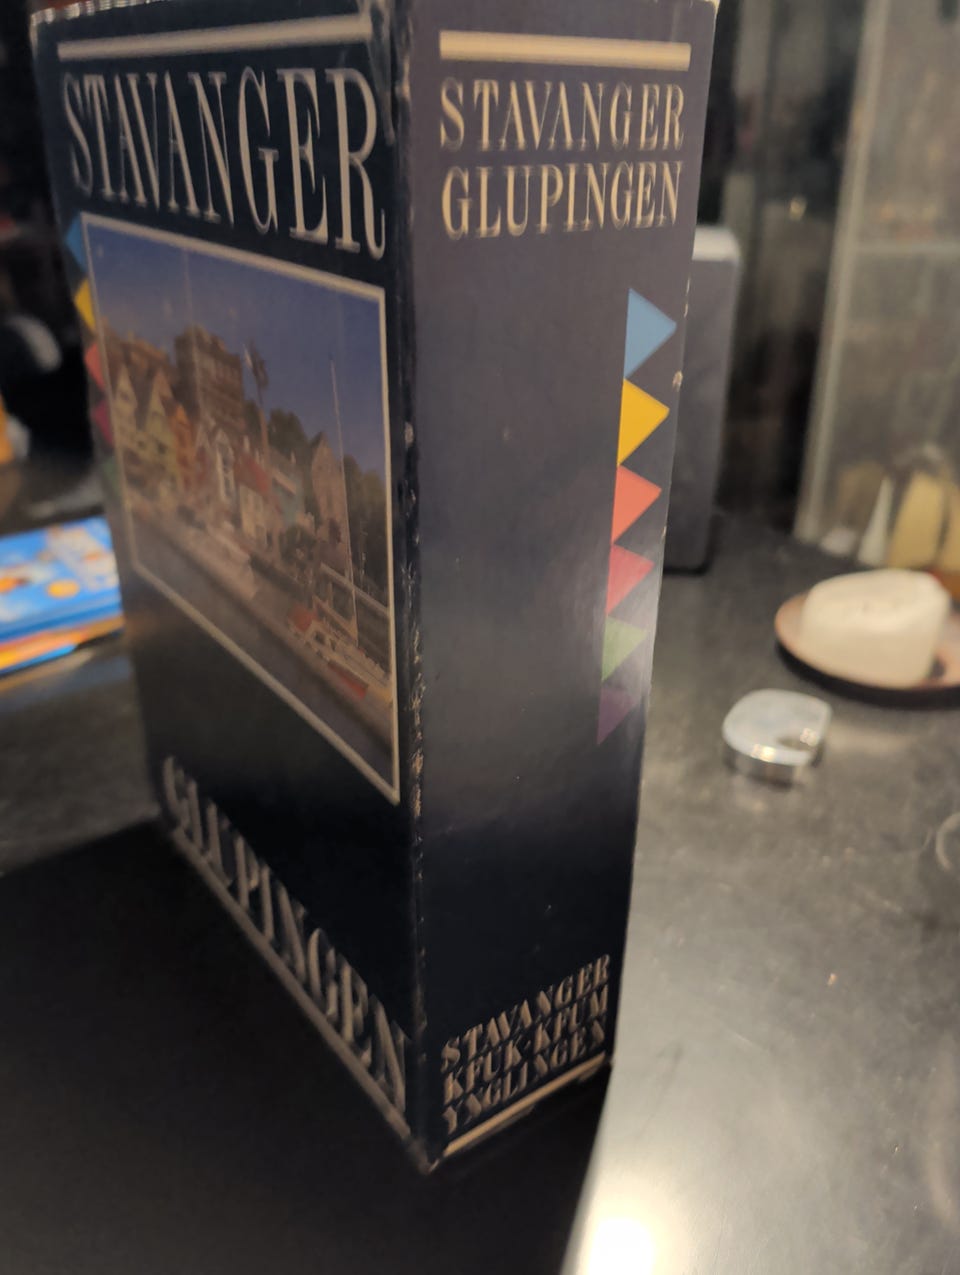 STAVANGER
GLUPINGEN
STAVANGER
GLUPINGEN
STAVANGER
KFUK-KFUM
YNGLINGEN